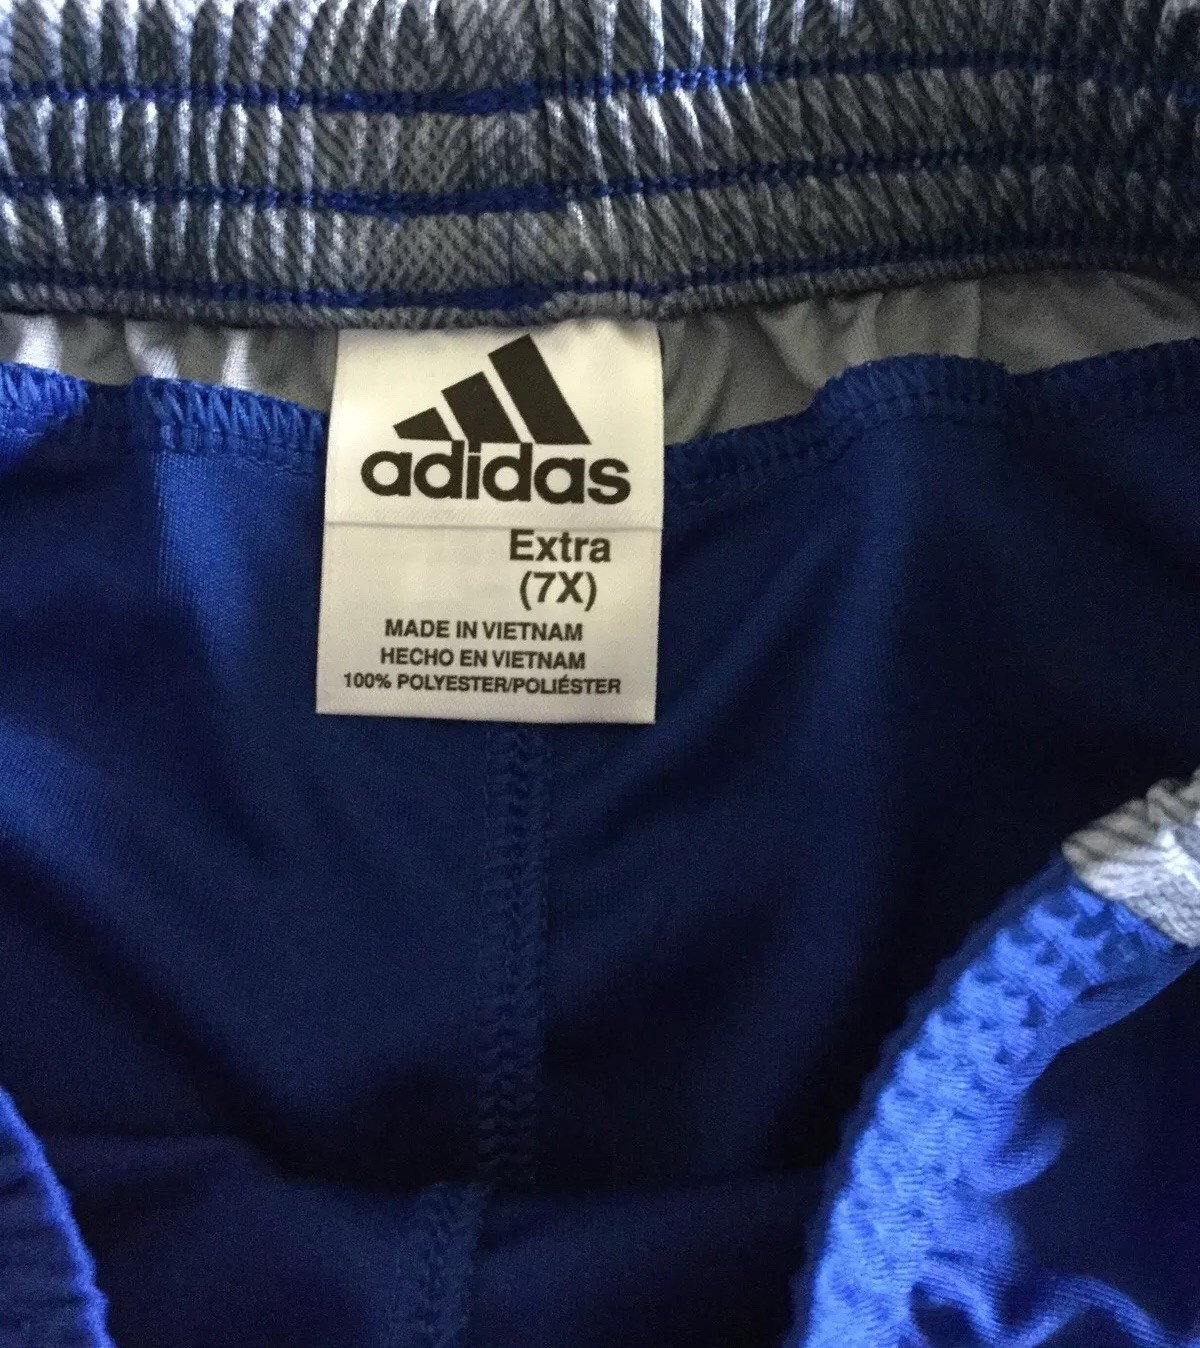 adidas
Extra
(7X)
MADE IN VIETNAM
HECHO EN VIETNAM
100% POLYESTER/POLIÉSTER